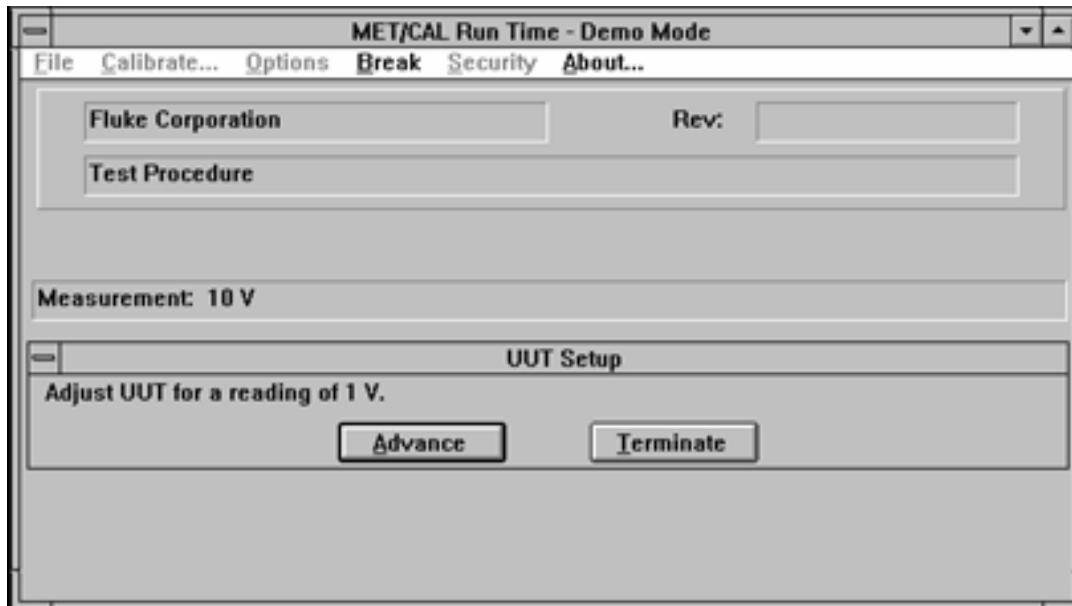 MET/CAL Run Time - Demo Mode
File Calibrate... Options Break Security About...
Fluke Corporation Rev:
Test Procedure
Measurement: 10 V
UUT Setup
Adjust UUT for a reading of 1 V.
Advance Terminate